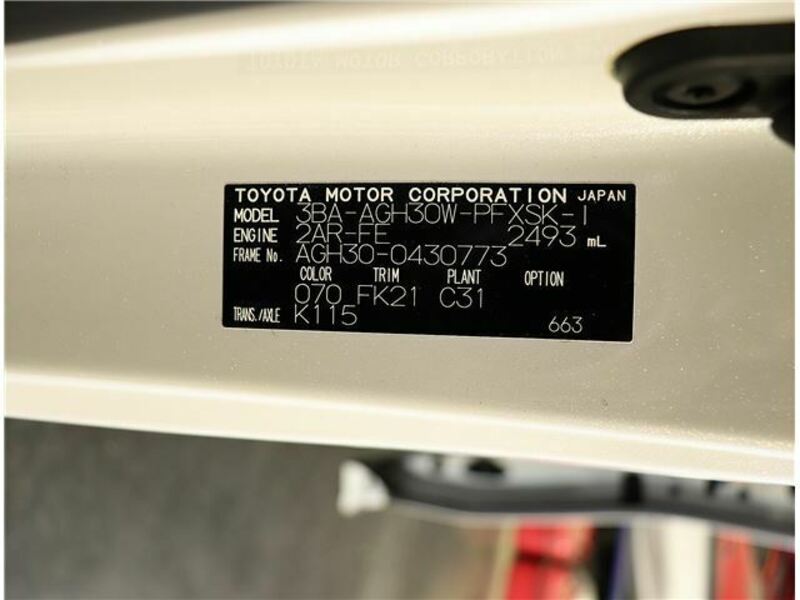 TOYOTA MOTOR CORPORATION JAPAN
MODEL 3BA-AGH30W-PFXSK-I
ENGINE 2AR-FE 2493 mL
FRAME No. AGH30-0430773
COLOR TRIM PLANT OPTION
070 FK21 C31
TRANS./AXLE K115
663